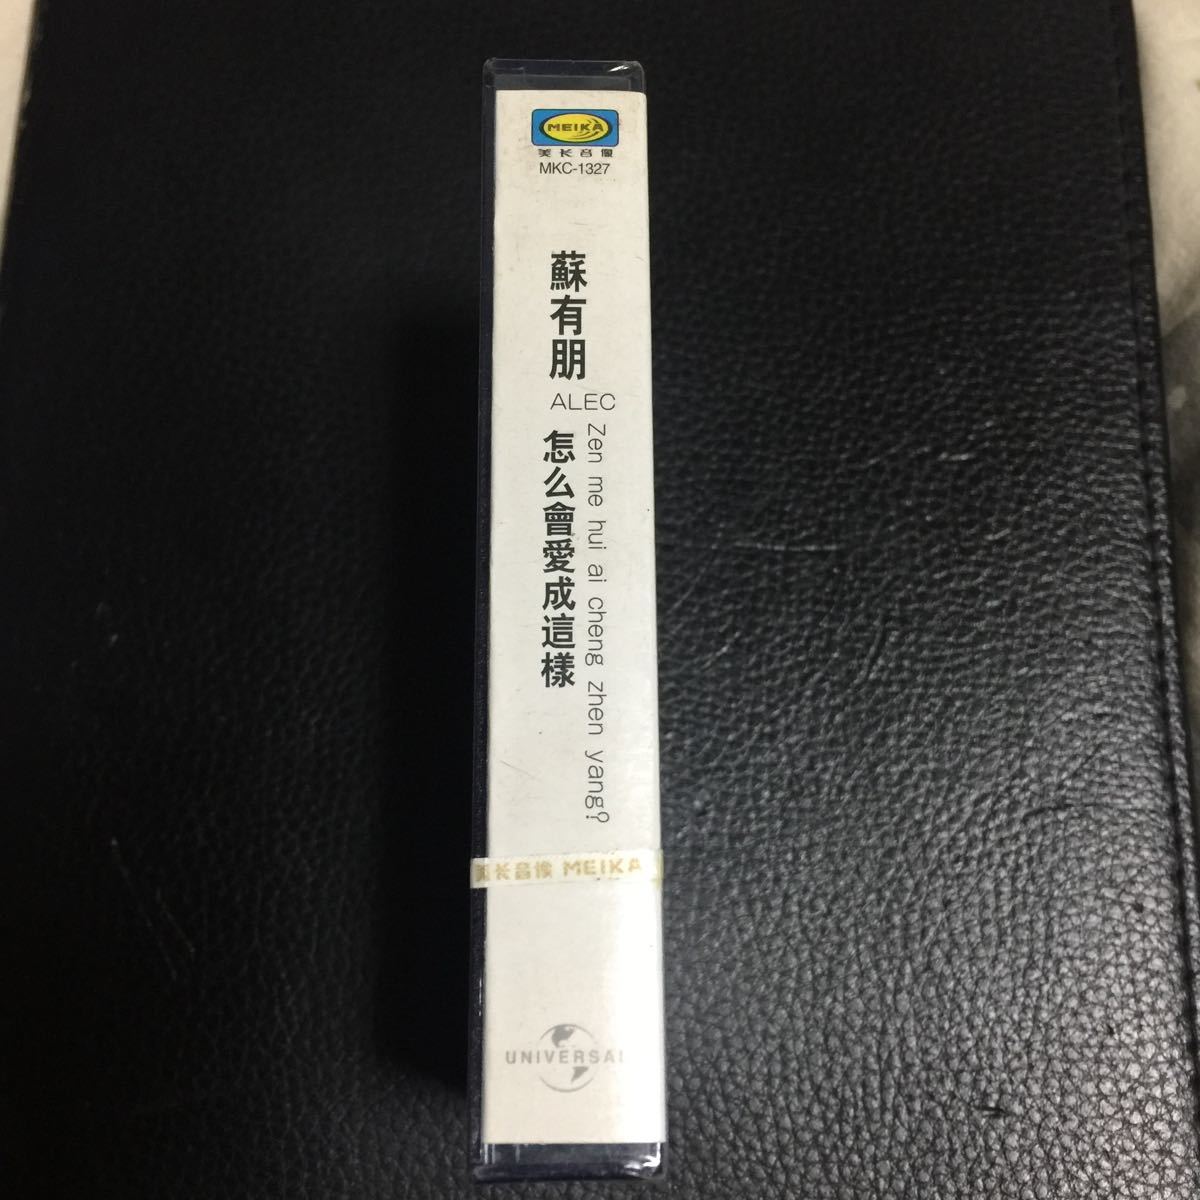 MEIKA
美长音像
MKC-1327
蘇有朋
ALEC
怎么會愛成這樣
Zen me hui ai cheng zhen yang?
美长音像 MEIKA
UNIVERSAL